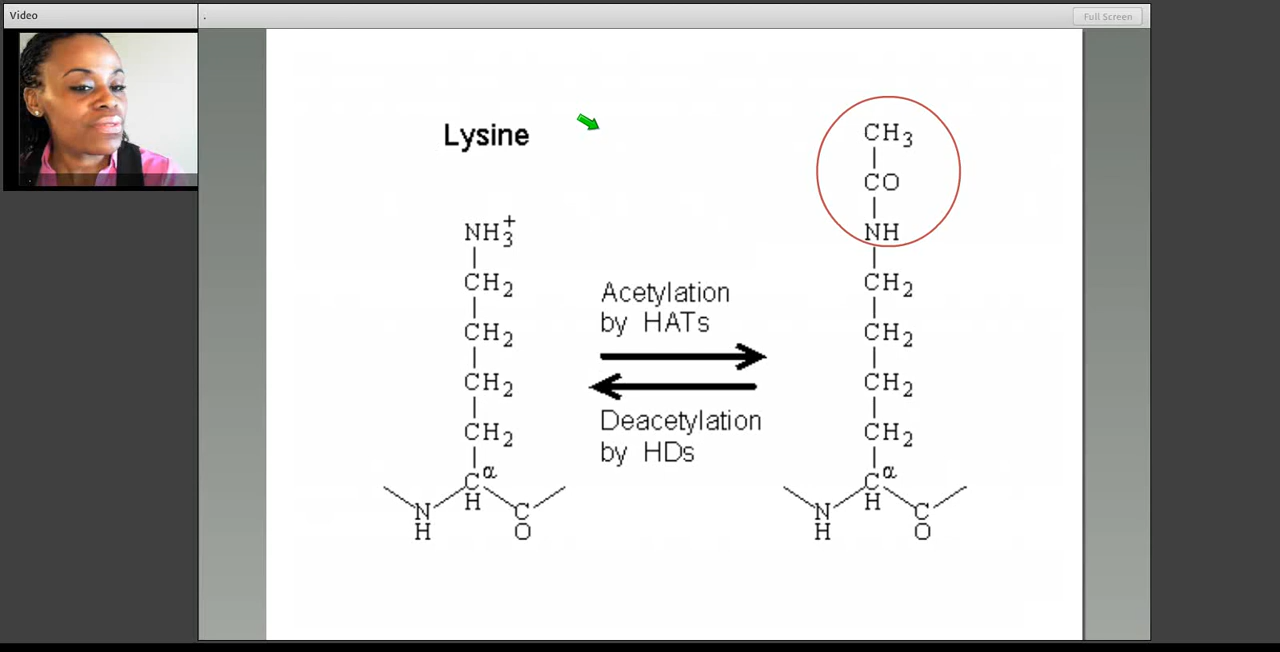 Video
.
Full Screen
Lysine
NH3+
CH2
CH2
CH2
CH2
Cα
H
N
H
C
O
Acetylation
by HATs
Deacetylation
by HDs
CH3
CO
NH
CH2
CH2
CH2
CH2
Cα
H
N
H
C
O